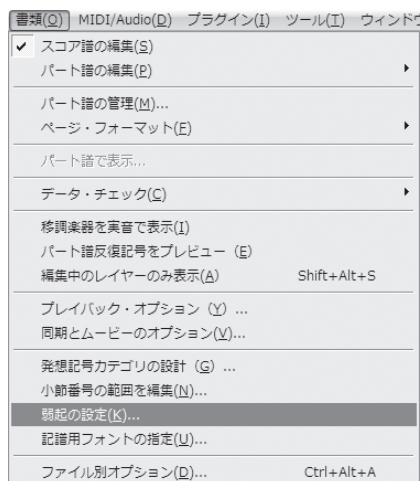 書類(O) MIDI/Audio(D) プラグイン(I) ツール(T) ウィンドウ
✓ スコア譜の編集(S)
パート譜の編集(P)
パート譜の管理(M)...
ページ・フォーマット(F)
パート譜で表示...
データ・チェック(C)
移調楽器を実音で表示(I)
パート譜反復記号をプレビュー（E）
編集中のレイヤーのみ表示(A) Shift+Alt+S
プレイバック・オプション（Y）...
同期とムービーのオプション(V)...
発想記号カテゴリの設計（G）...
小節番号の範囲を編集(N)...
弱起の設定(K)...
記譜用フォントの指定(U)...
ファイル別オプション(D)... Ctrl+Alt+A